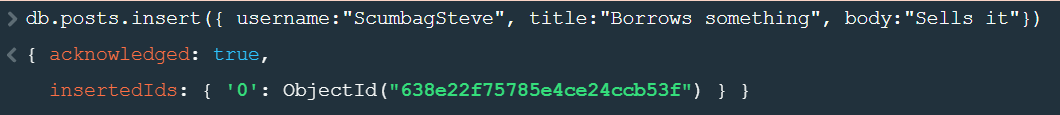 > db.posts.insert({ username:"ScumbagSteve", title:"Borrows something", body:"Sells it"})
< { acknowledged: true,
insertedIds: { '0': ObjectId("638e22f75785e4ce24ccb53f") } }